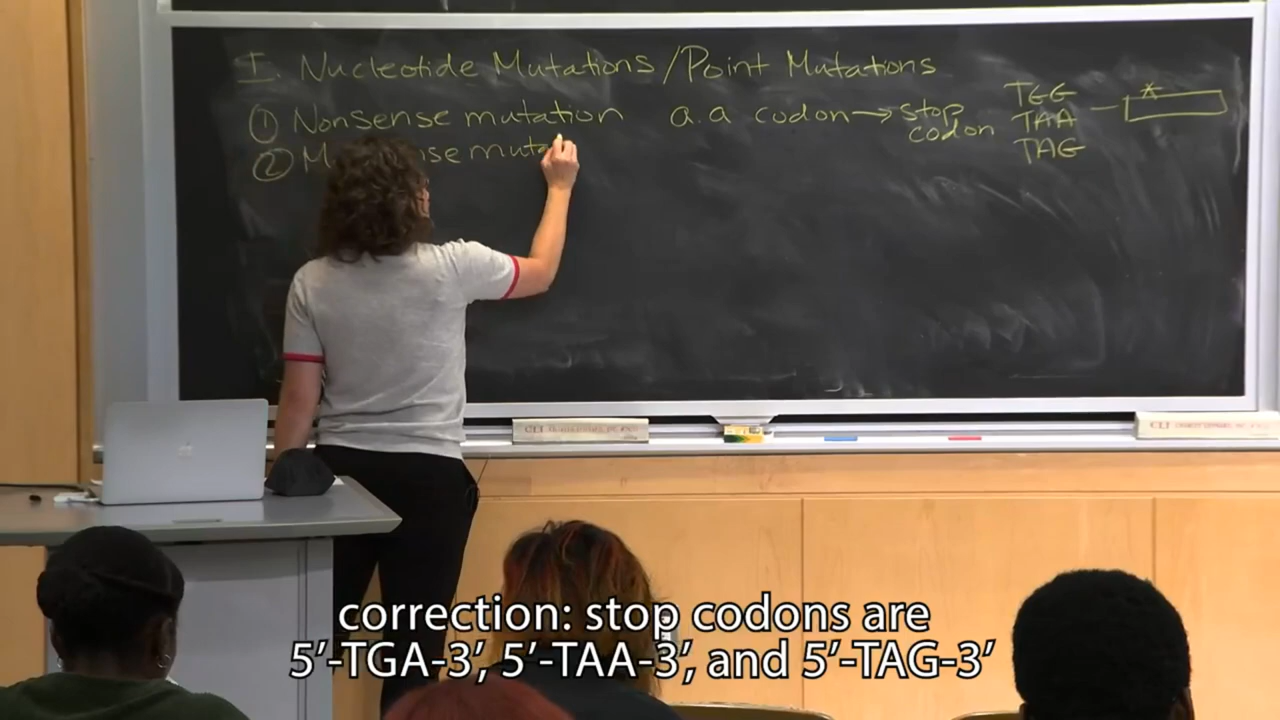 I. Nucleotide Mutations/Point Mutations
① Nonsense mutation a.a codon → stop codon
TGG
TAA
TAG
*
② nse muta
correction: stop codons are
5’-TGA-3’, 5’-TAA-3’, and 5’-TAG-3’